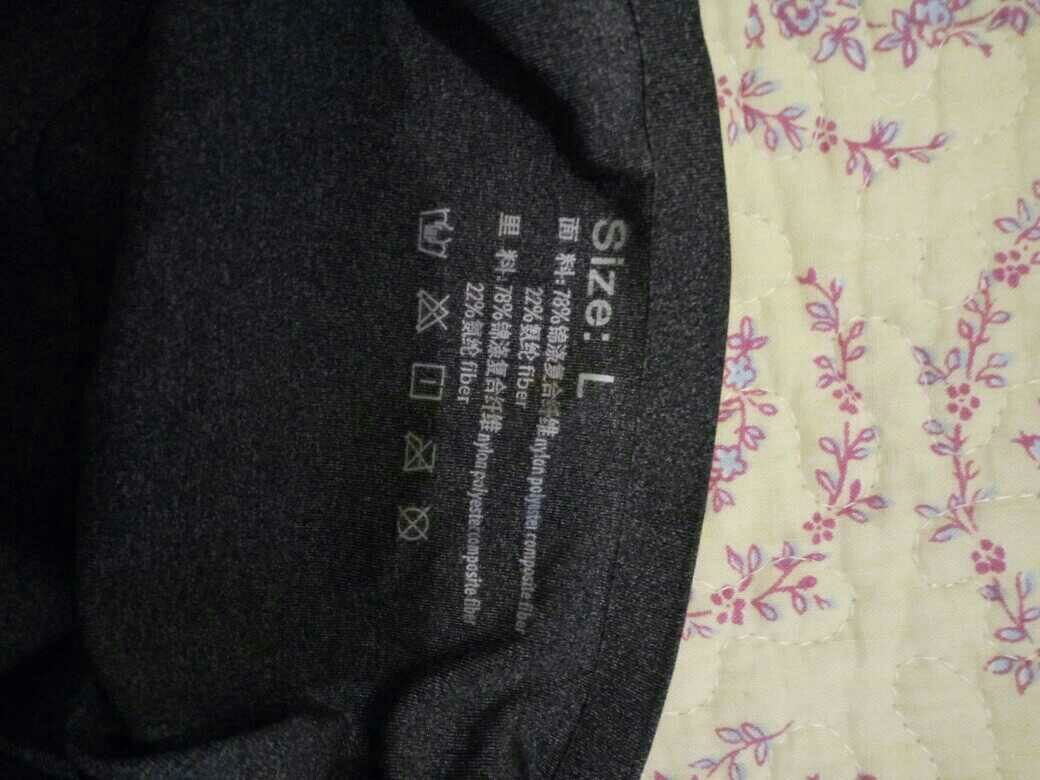 Size: L
面 料: 78%锦涤复合纤维 nylon polyester composite fiber
22%氨纶 fiber
里 料: 78%锦涤复合纤维 nylon polyester composite fiber
22%氨纶 fiber